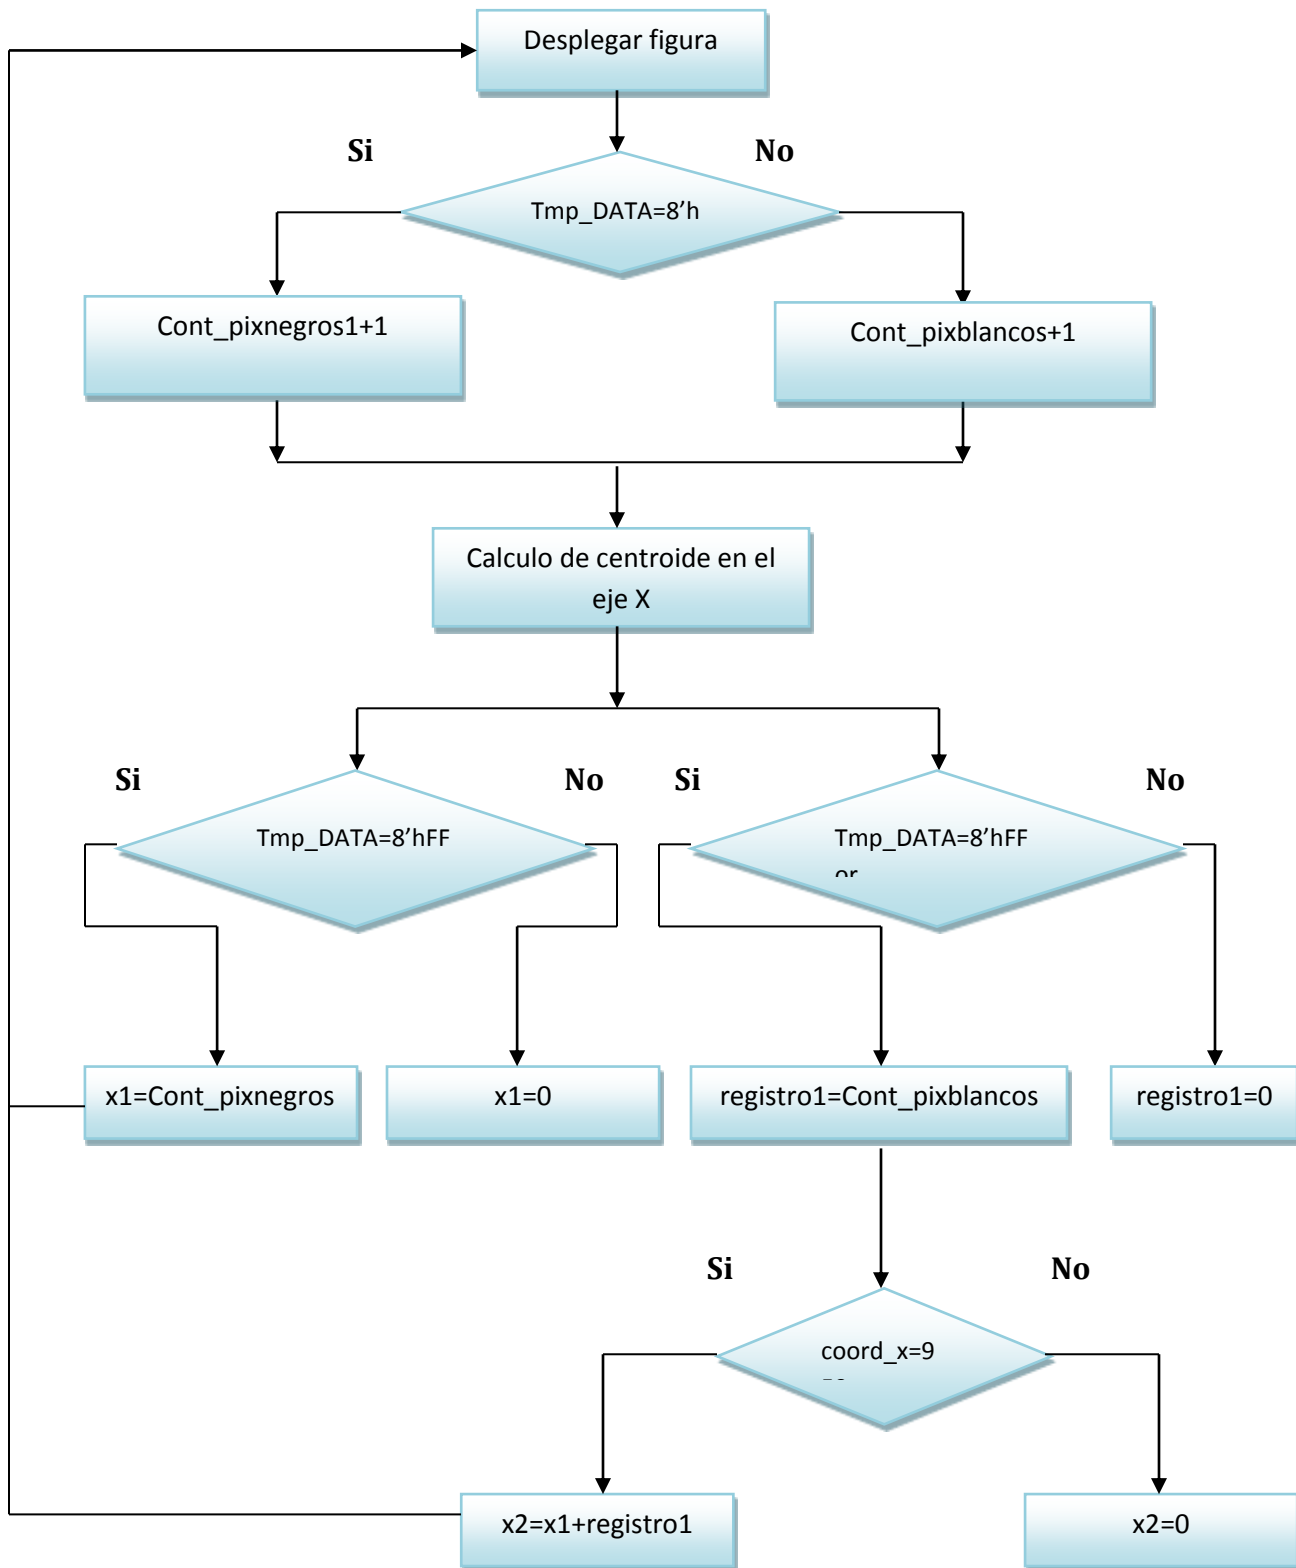 Desplegar figura
Si
No
Tmp_DATA=8'h
Cont_pixnegros1+1
Cont_pixblancos+1
Calculo de centroide en el
eje X
Si
No
Si
No
Tmp_DATA=8'hFF
Tmp_DATA=8'hFF
or
x1=Cont_pixnegros
x1=0
registro1=Cont_pixblancos
registro1=0
Si
No
coord_x=9
x2=x1+registro1
x2=0